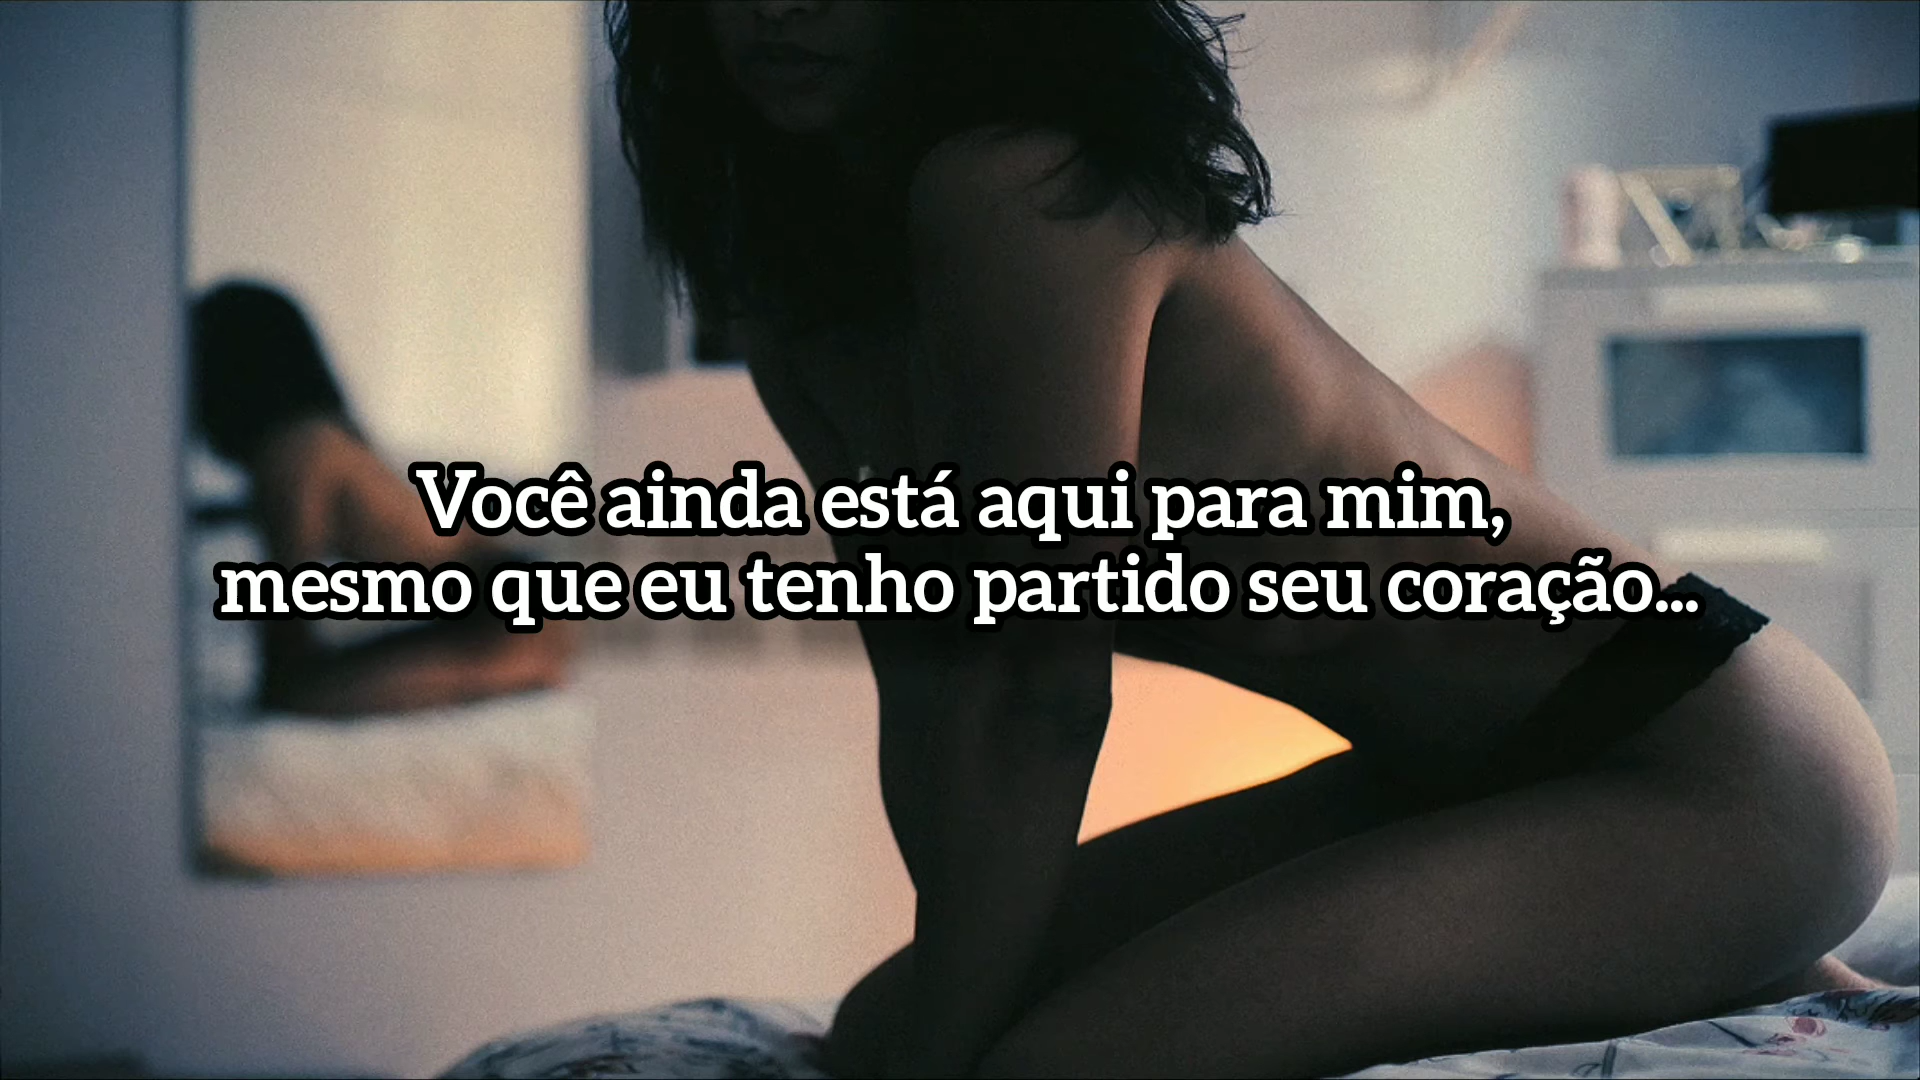 Você ainda está aqui para mim,
mesmo que eu tenho partido seu coração...